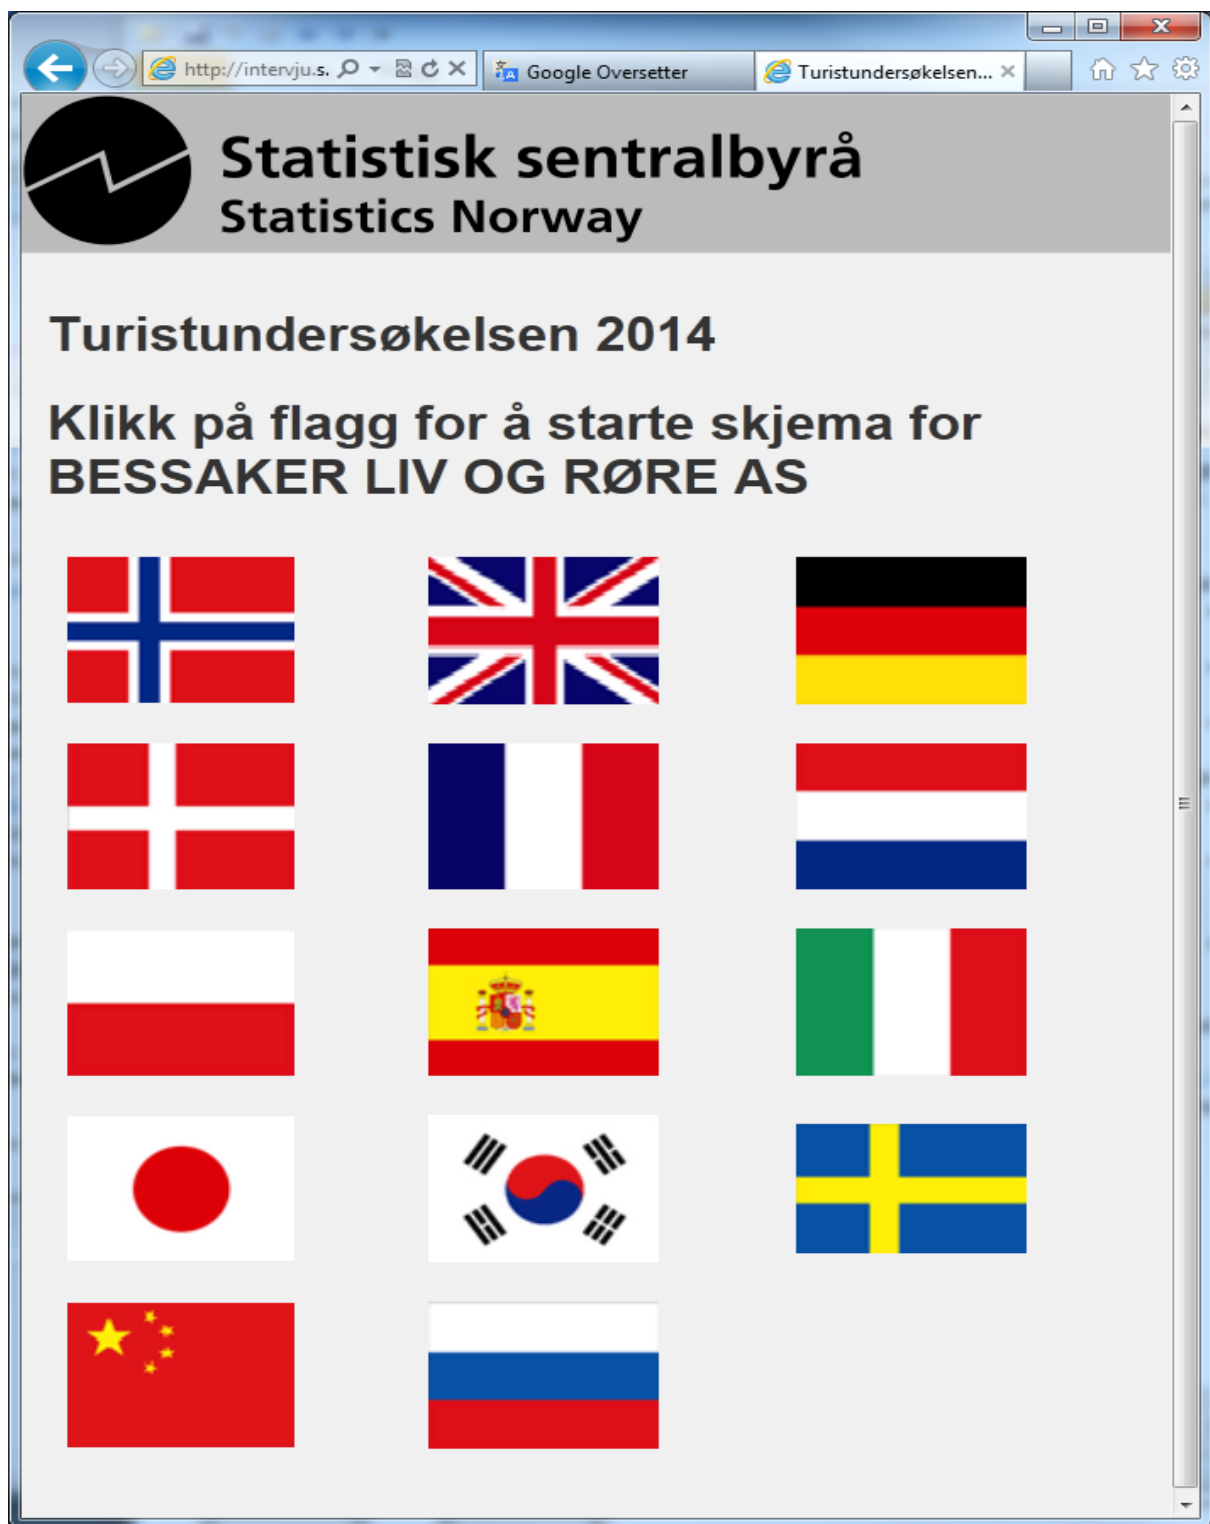 http://intervju.s.
Google Oversetter
Turistundersøkelsen...
Statistisk sentralbyrå
Statistics Norway
Turistundersøkelsen 2014
Klikk på flagg for å starte skjema for
BESSAKER LIV OG RØRE AS